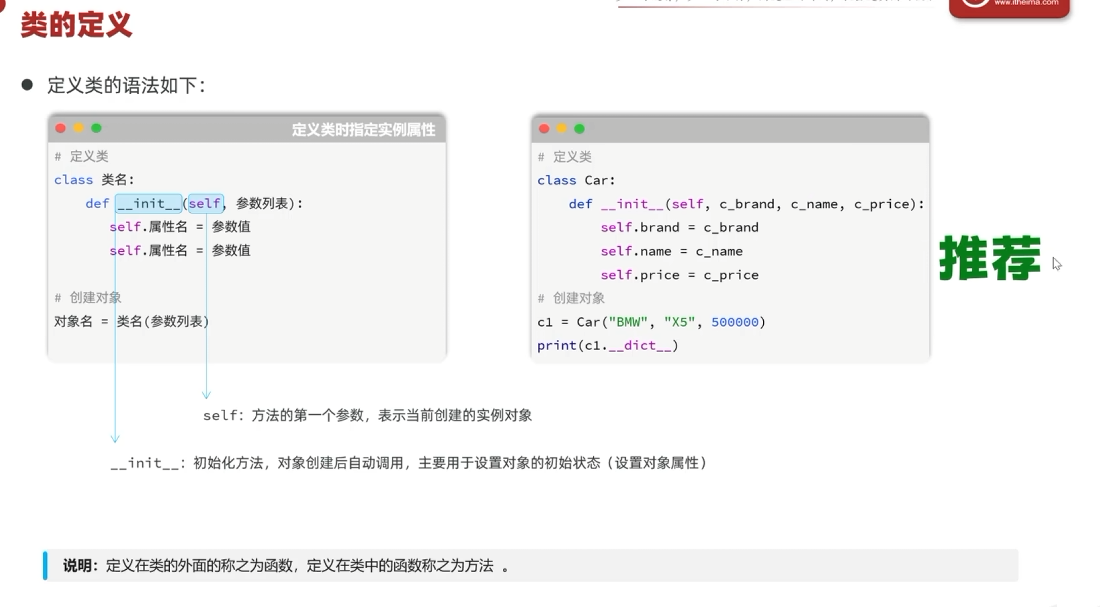 类的定义
www.itheima.com
定义类的语法如下：
定义类时指定实例属性
# 定义类
class 类名:
def __init__(self, 参数列表):
self.属性名 = 参数值
self.属性名 = 参数值
# 创建对象
对象名 = 类名(参数列表)
# 定义类
class Car:
def __init__(self, c_brand, c_name, c_price):
self.brand = c_brand
self.name = c_name
self.price = c_price
# 创建对象
c1 = Car("BMW", "X5", 500000)
print(c1.__dict__)
推荐
self：方法的第一个参数，表示当前创建的实例对象
__init__：初始化方法，对象创建后自动调用，主要用于设置对象的初始状态（设置对象属性）
说明：定义在类的外面的称之为函数，定义在类中的函数称之为方法 。